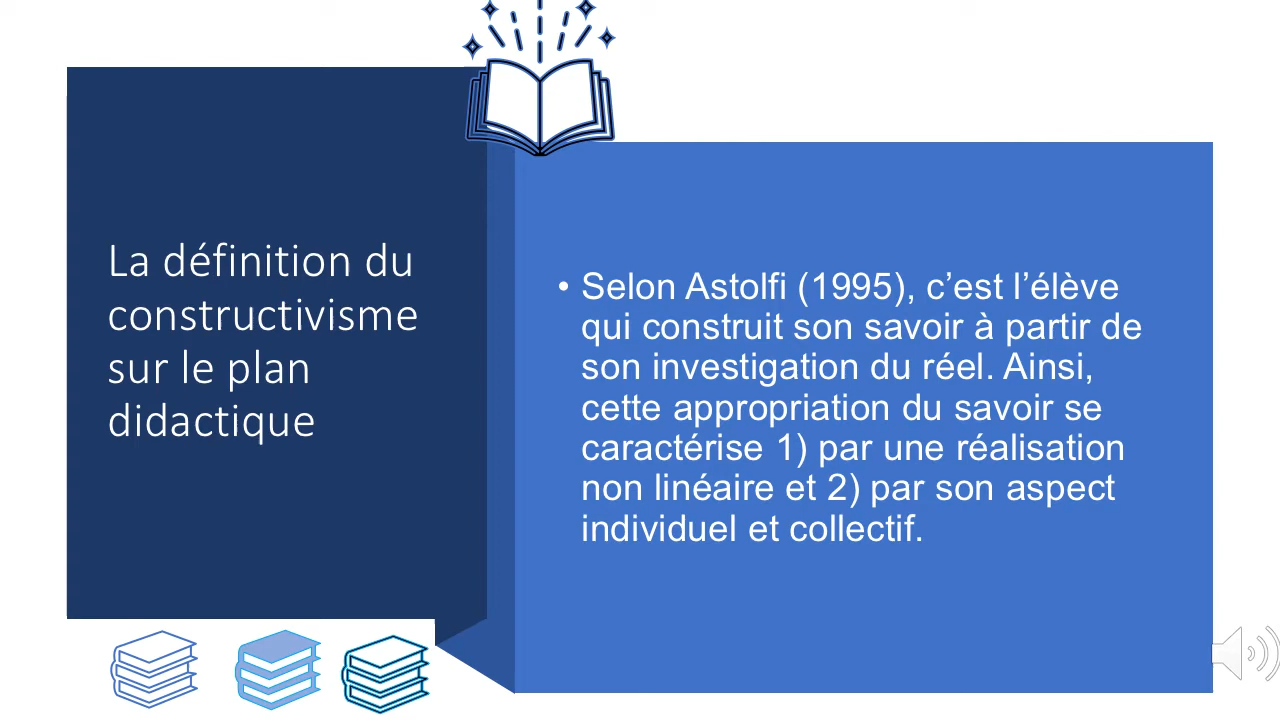 La définition du
constructivisme
sur le plan
didactique
• Selon Astolfi (1995), c’est l’élève
qui construit son savoir à partir de
son investigation du réel. Ainsi,
cette appropriation du savoir se
caractérise 1) par une réalisation
non linéaire et 2) par son aspect
individuel et collectif.